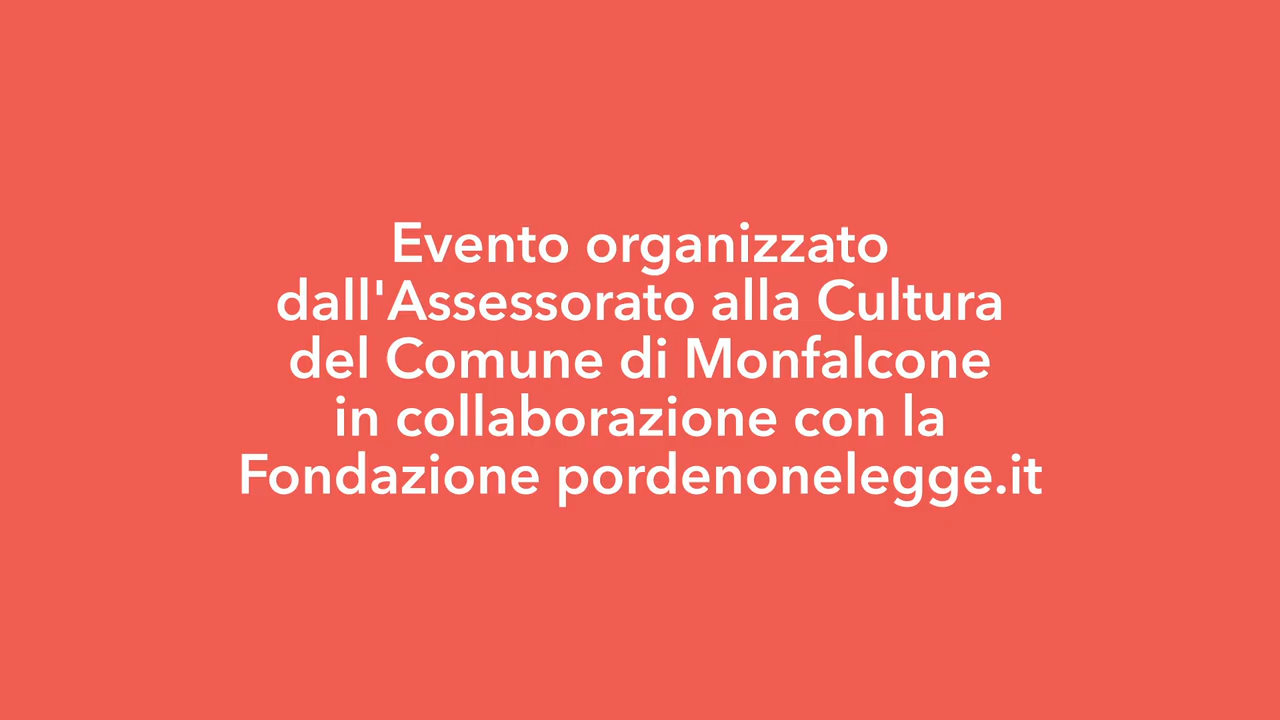 Evento organizzato
dall'Assessorato alla Cultura
del Comune di Monfalcone
in collaborazione con la
Fondazione pordenonelegge.it